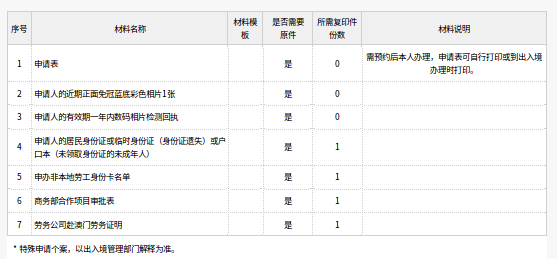 序号 材料名称 材料模板 是否需要原件 所需复印件份数 材料说明
1 申请表 是 0 需预约后本人办理，申请表可自行打印或到出入境办理时打印。
2 申请人的近期正面免冠蓝底彩色相片1张 是 0
3 申请人的有效期一年内数码相片检测回执 是 0
4 申请人的居民身份证或临时身份证（身份证遗失）或户口本（未领取身份证的未成年人） 是 1
5 申办非本地劳工身份卡名单 是 1
6 商务部合作项目审批表 是 1
7 劳务公司赴澳门劳务证明 是 1
* 特殊申请个案，以出入境管理部门解释为准。